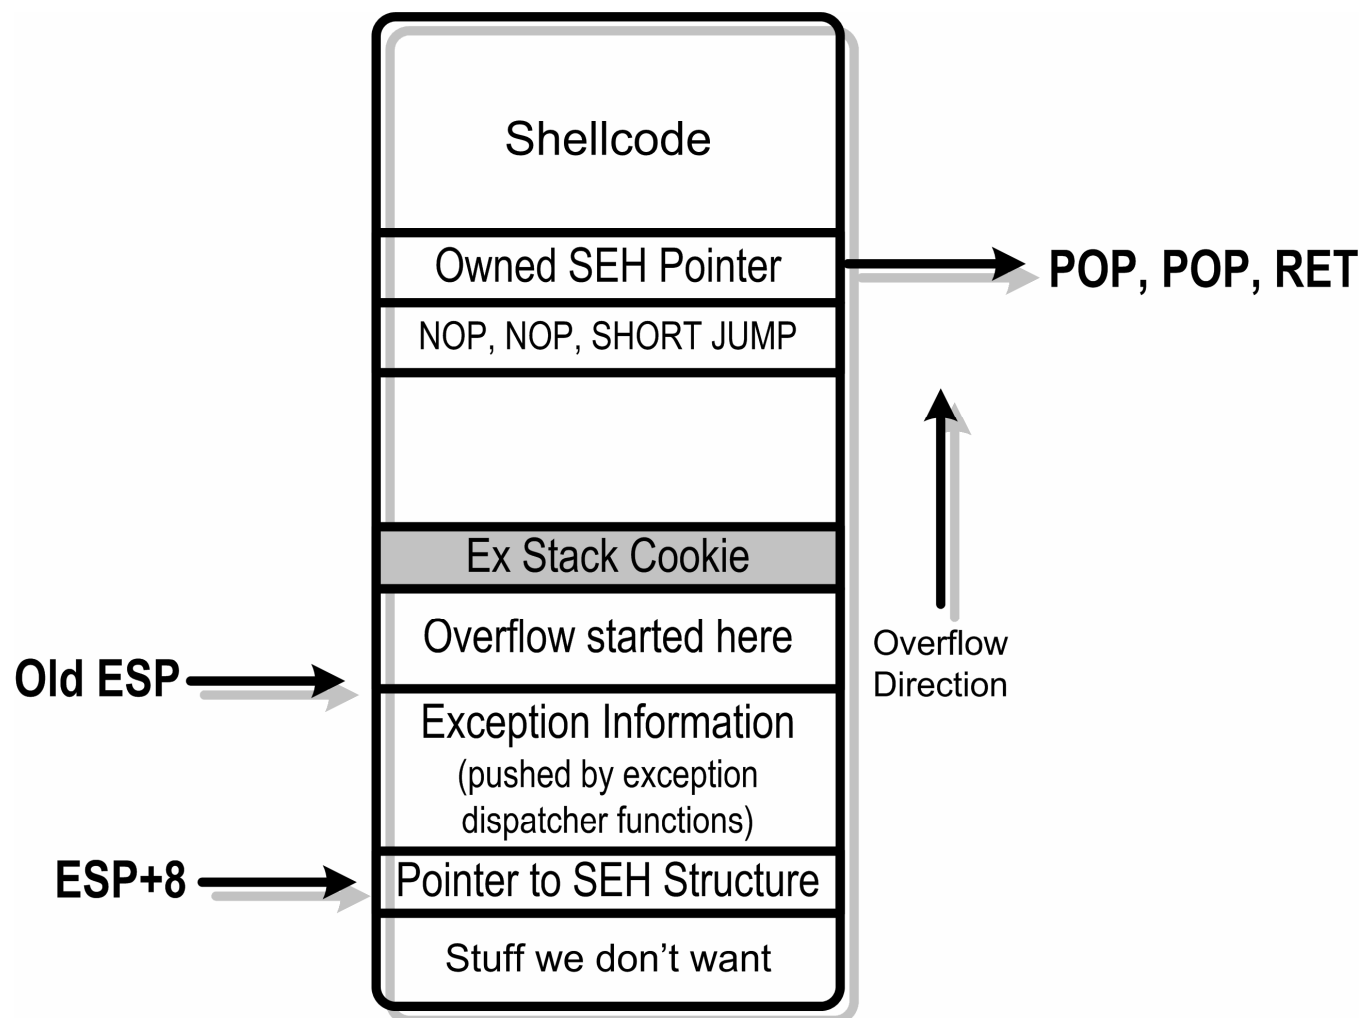 Shellcode
Owned SEH Pointer
POP, POP, RET
NOP, NOP, SHORT JUMP
Ex Stack Cookie
Overflow started here
Overflow
Direction
Old ESP
Exception Information
(pushed by exception
dispatcher functions)
ESP+8
Pointer to SEH Structure
Stuff we don't want